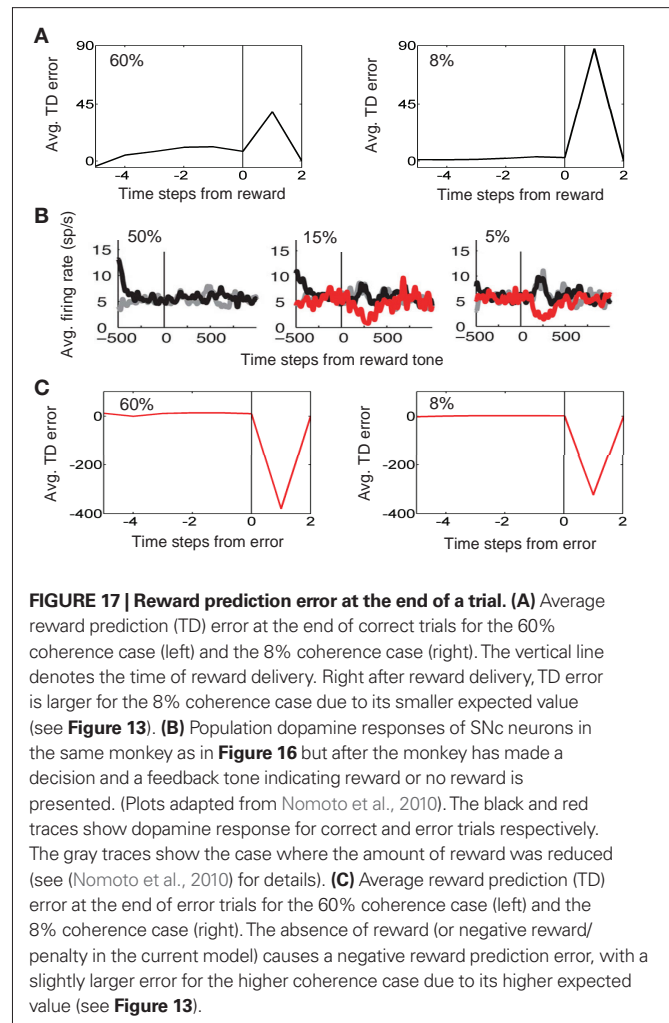 A
90
45
0
Avg. TD error
60%
-4 -2 0 2
Time steps from reward
90
45
0
Avg. TD error
8%
-4 -2 0 2
Time steps from reward
B
Avg. firing rate (sp/s)
15
10
5
0
50%
−500 0 500
15
10
5
0
15%
−500 0 500
15
10
5
0
5%
−500 0 500
Time steps from reward tone
C
Avg. TD error
0
-200
-400
60%
-4 -2 0 2
Time steps from error
Avg. TD error
0
-200
-400
8%
-4 -2 0 2
Time steps from error
FIGURE 17 | Reward prediction error at the end of a trial. (A) Average
reward prediction (TD) error at the end of correct trials for the 60%
coherence case (left) and the 8% coherence case (right). The vertical line
denotes the time of reward delivery. Right after reward delivery, TD error
is larger for the 8% coherence case due to its smaller expected value
(see Figure 13). (B) Population dopamine responses of SNc neurons in
the same monkey as in Figure 16 but after the monkey has made a
decision and a feedback tone indicating reward or no reward is
presented. (Plots adapted from Nomoto et al., 2010). The black and red
traces show dopamine response for correct and error trials respectively.
The gray traces show the case where the amount of reward was reduced
(see (Nomoto et al., 2010) for details). (C) Average reward prediction (TD)
error at the end of error trials for the 60% coherence case (left) and the
8% coherence case (right). The absence of reward (or negative reward/
penalty in the current model) causes a negative reward prediction error, with a
slightly larger error for the higher coherence case due to its higher expected
value (see Figure 13).